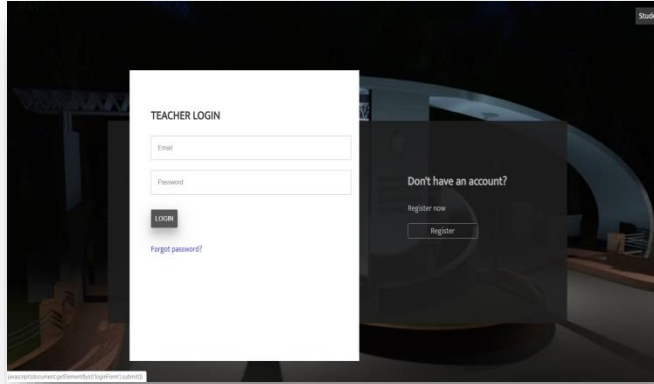 Stude
TEACHER LOGIN
Email
Password
LOGIN
Forgot password?
Don't have an account?
Register now
Register
javascript:document.getElementById('loginForm').submit()